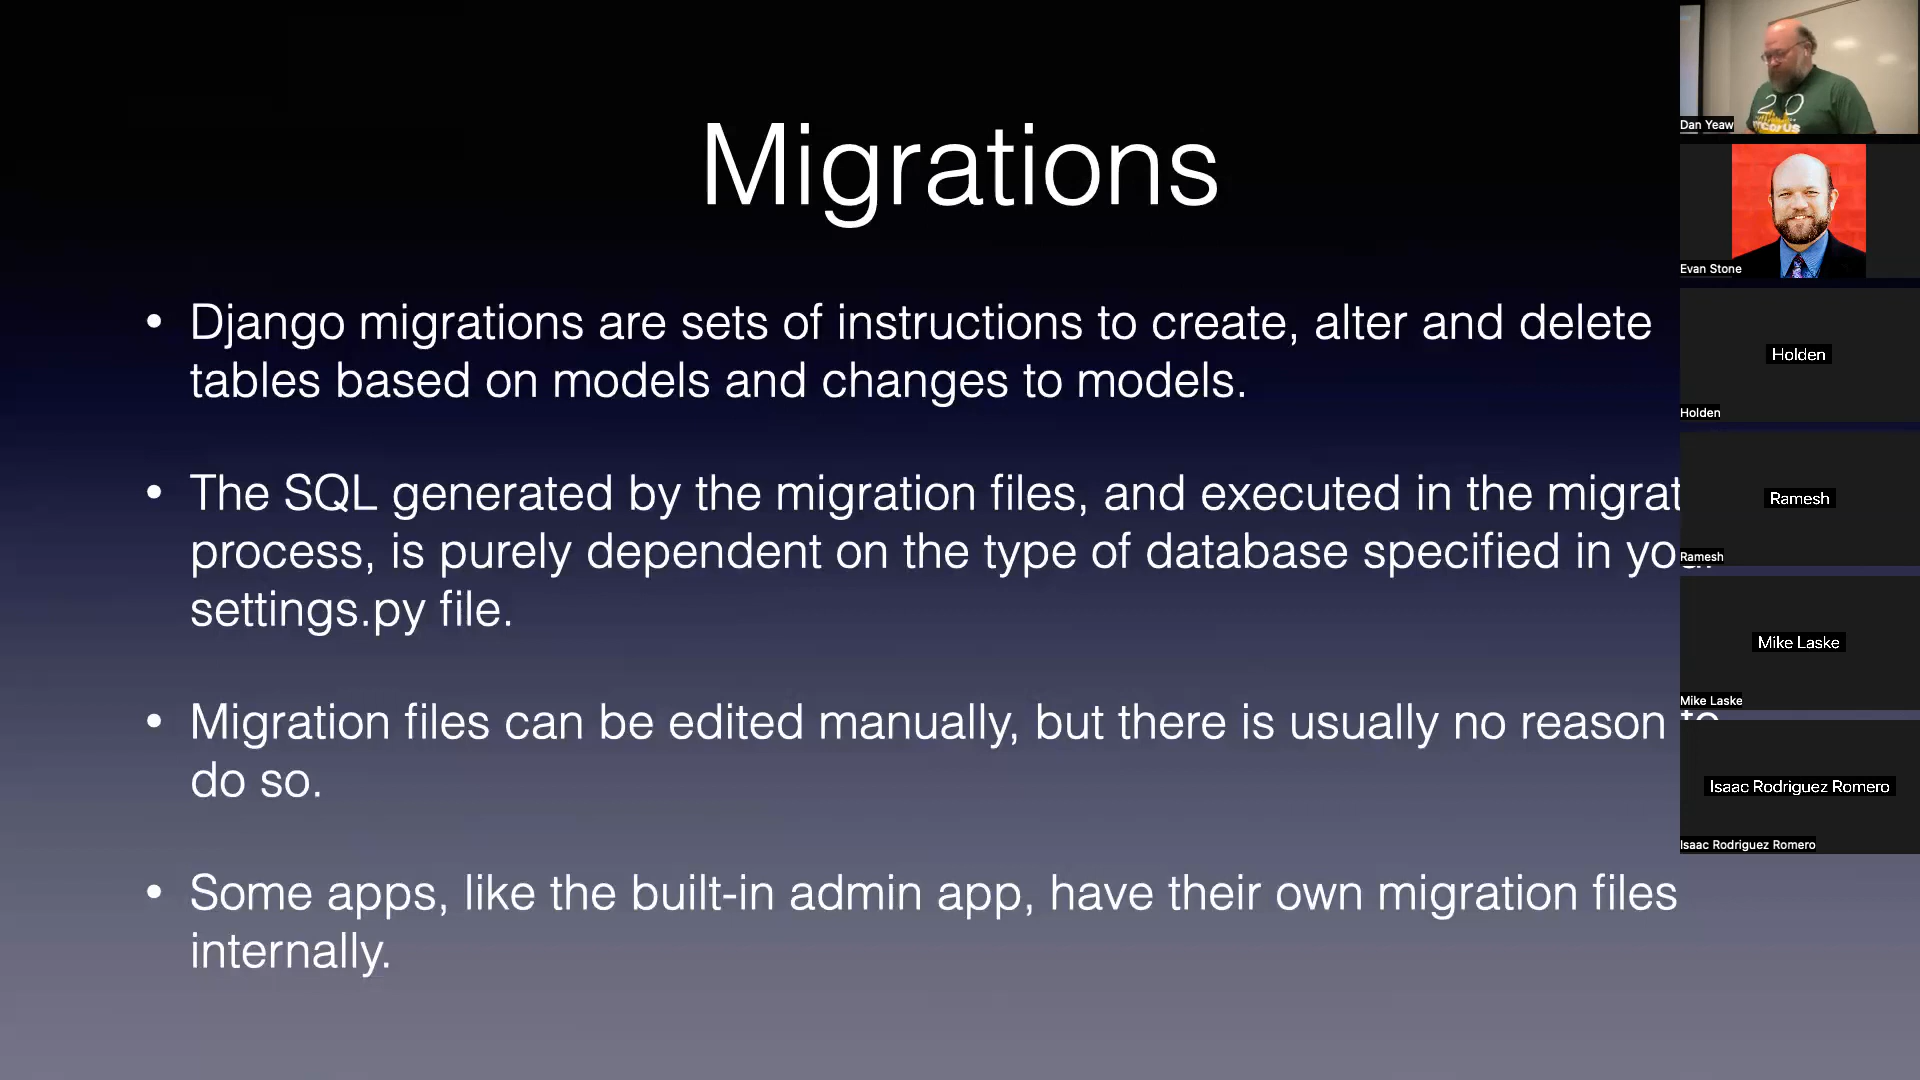 Migrations
• Django migrations are sets of instructions to create, alter and delete
tables based on models and changes to models.
• The SQL generated by the migration files, and executed in the migrat
process, is purely dependent on the type of database specified in your
settings.py file.
• Migration files can be edited manually, but there is usually no reason to
do so.
• Some apps, like the built-in admin app, have their own migration files
internally.
20
Dan Yeaw
Evan Stone
Holden
Holden
Ramesh
Ramesh
Mike Laske
Mike Laske
Isaac Rodriguez Romero
Isaac Rodriguez Romero